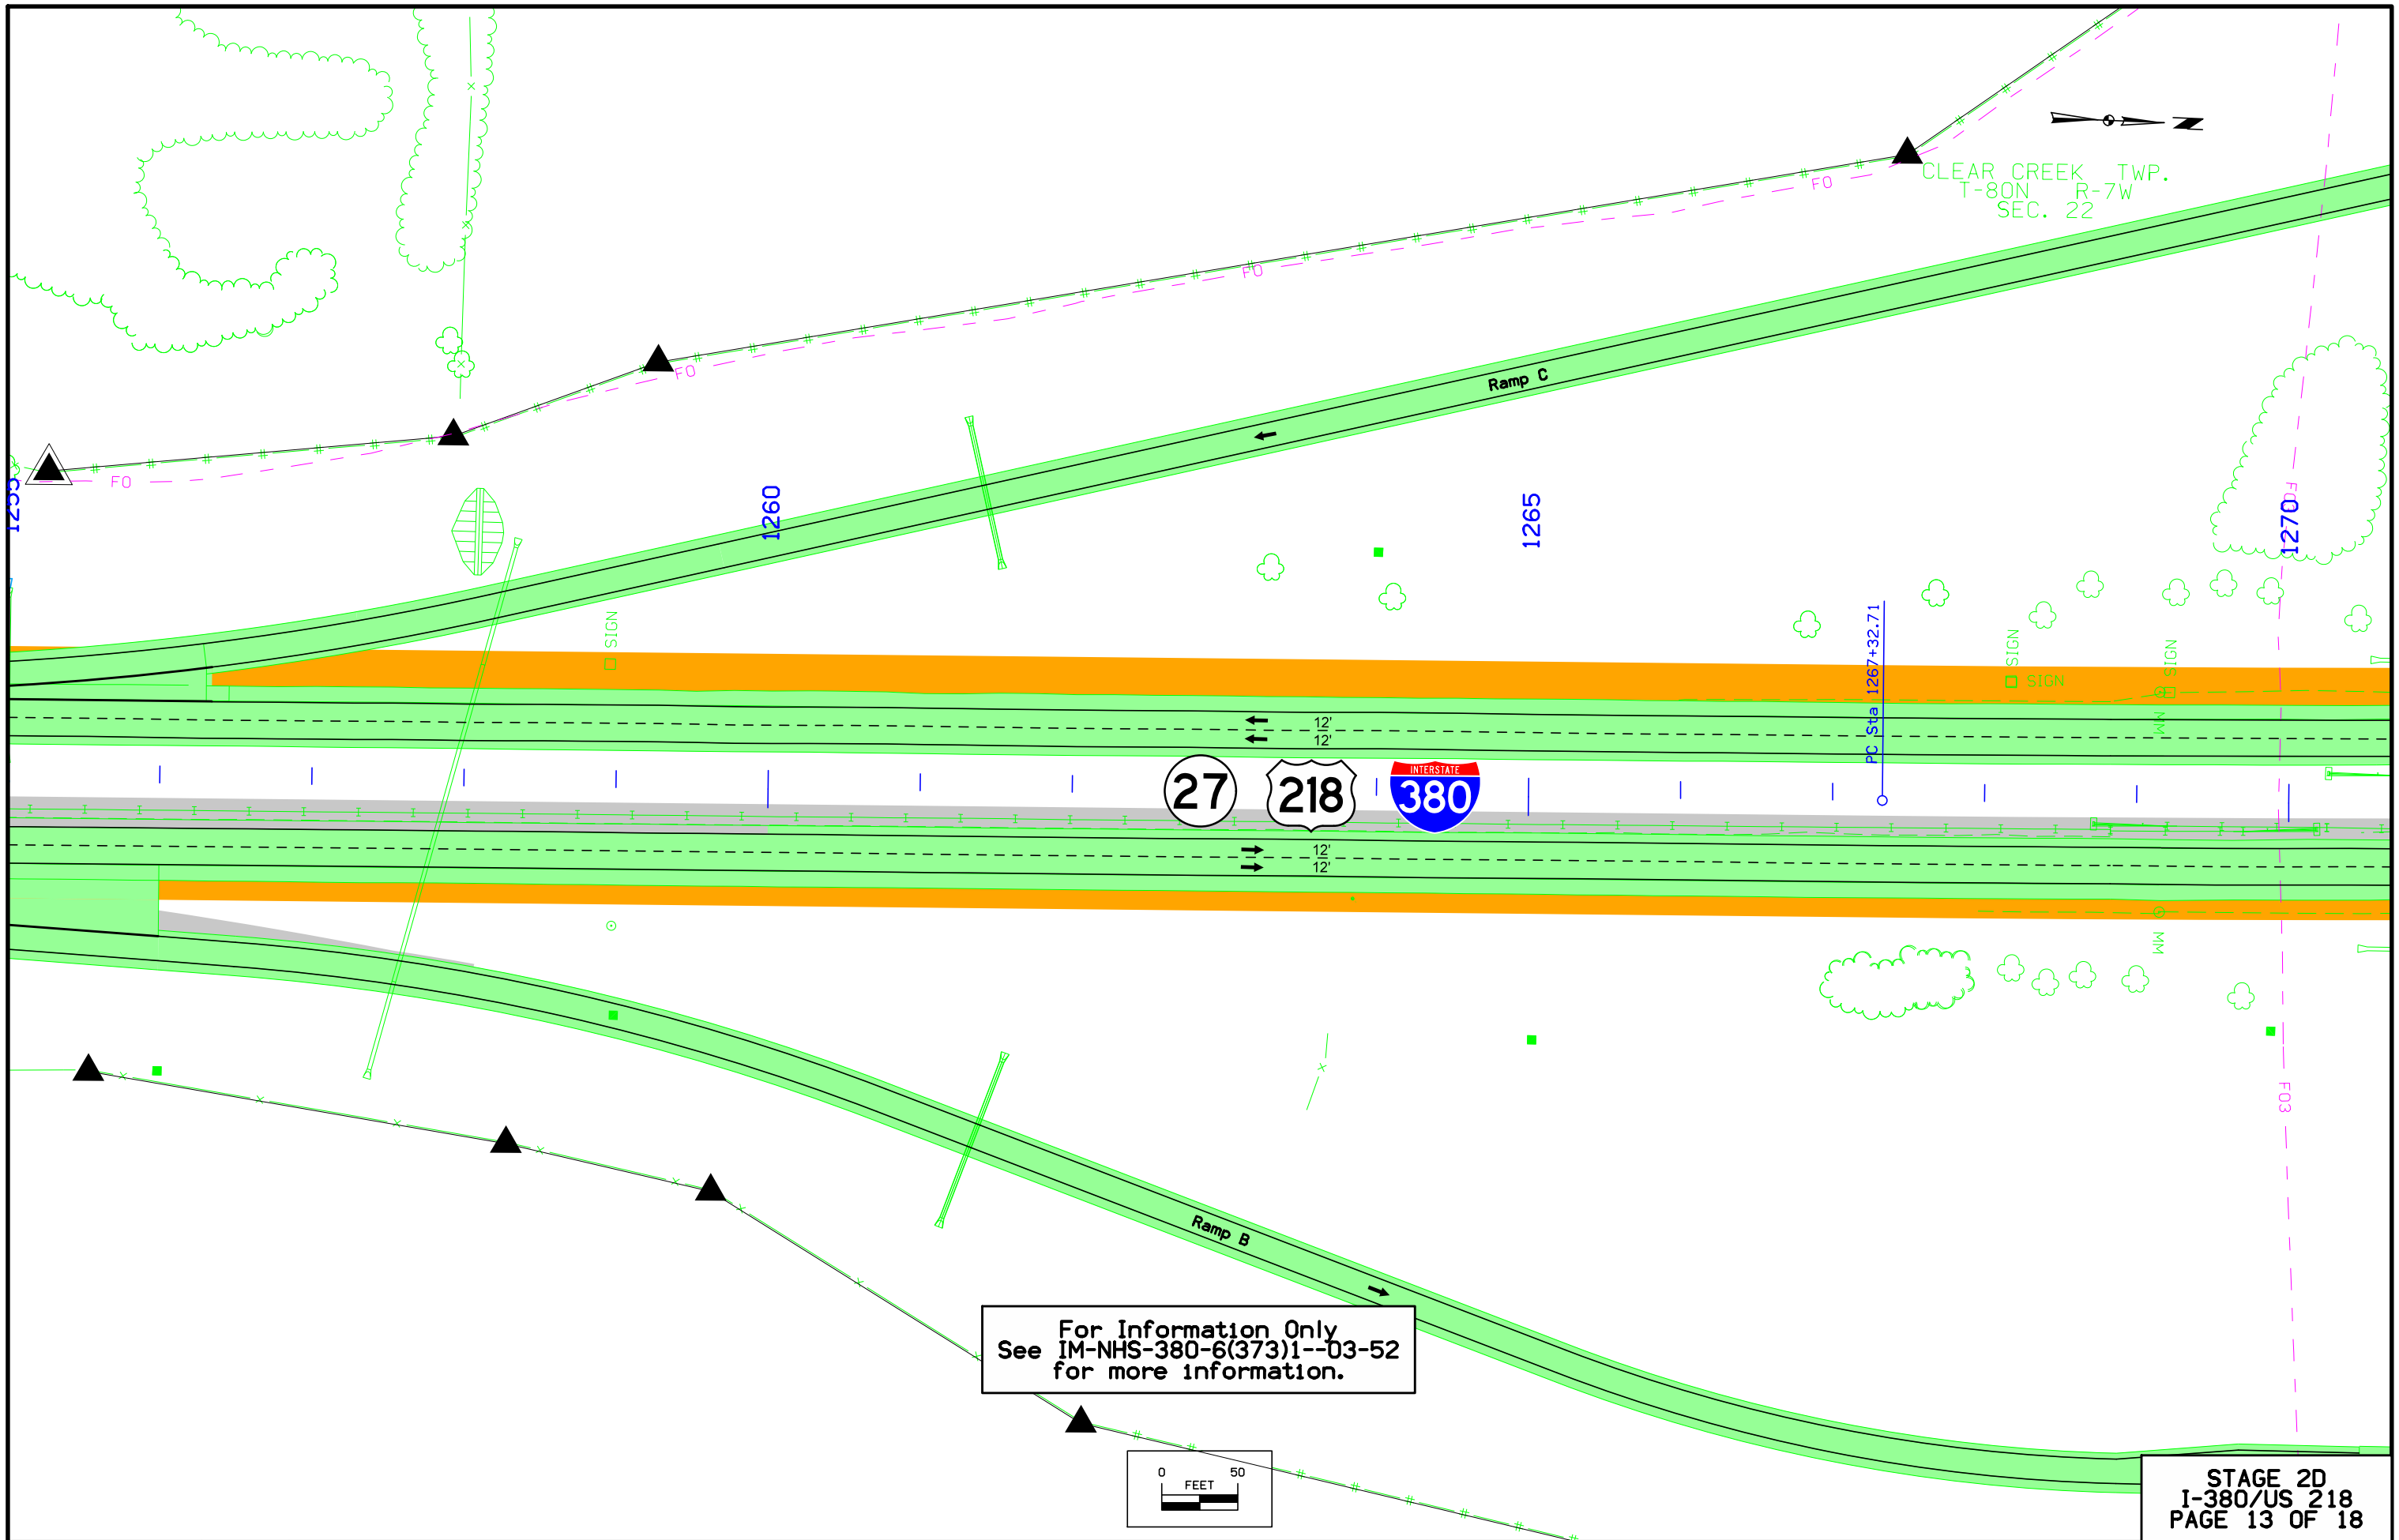 CLEAR CREEK TWP.
T-80N R-7W
SEC. 22
FO
FO
FO
FO
Ramp C
1260
1265
1270
SIGN
SIGN
SIGN
SIGN
PC Sta 1267+32.71
MM
12'
12'
27
218
INTERSTATE
380
12'
12'
MM
FO3
Ramp B
For Information Only
See IM-NHS-380-6(373)1--03-52
for more information.
0 50
FEET
STAGE 2D
I-380/US 218
PAGE 13 OF 18